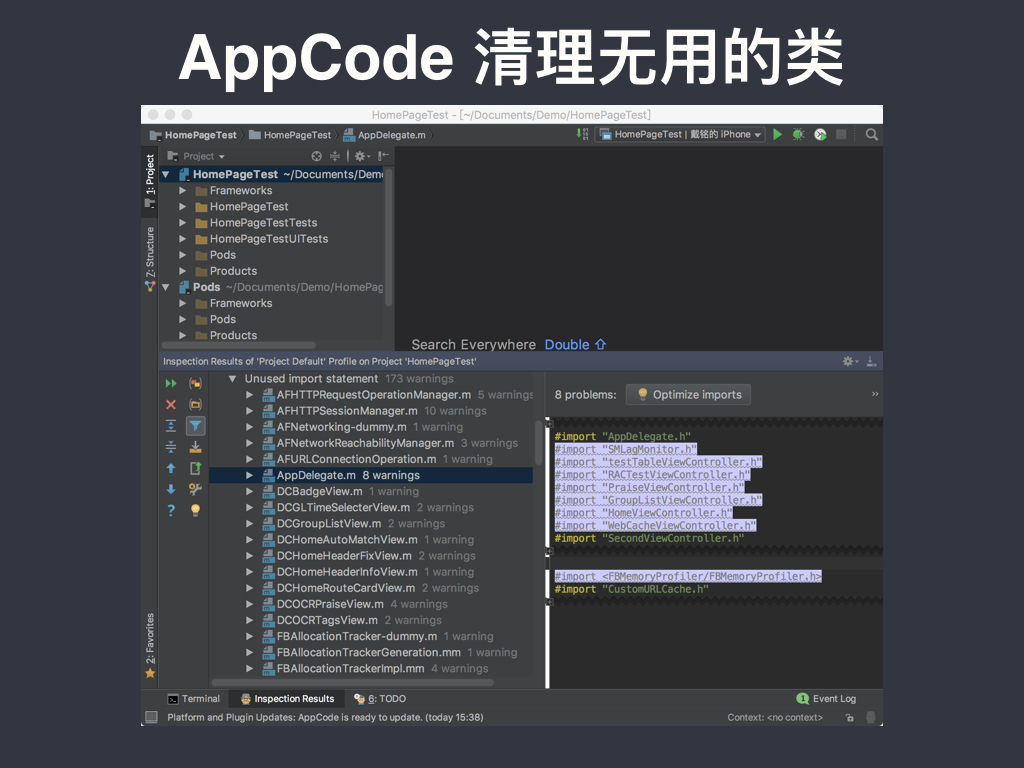 AppCode 清理无用的类
HomePageTest - [~/Documents/Demo/HomePageTest]
HomePageTest HomePageTest AppDelegate.m HomePageTest | 戴铭的 iPhone
Project
1: Project
HomePageTest ~/Documents/Demo
Frameworks
HomePageTest
HomePageTestTests
HomePageTestUITests
Pods
Products
Pods ~/Documents/Demo/HomePag
Frameworks
Pods
Products
7: Structure
Search Everywhere Double ⇧
Inspection Results of 'Project Default' Profile on Project 'HomePageTest'
Unused import statement 173 warnings
AFHTTPRequestOperationManager.m 5 warnings
AFHTTPSessionManager.m 10 warnings
AFNetworking-dummy.m 1 warning
AFNetworkReachabilityManager.m 3 warnings
AFURLConnectionOperation.m 1 warning
AppDelegate.m 8 warnings
DCBadgeView.m 1 warning
DCGLTimeSelecterView.m 2 warnings
DCGroupListView.m 2 warnings
DCHomeAutoMatchView.m 1 warning
DCHomeHeaderFixView.m 2 warnings
DCHomeHeaderInfoView.m 1 warning
DCHomeRouteCardView.m 2 warnings
DCOCRPraiseView.m 4 warnings
DCOCRTagsView.m 2 warnings
FBAllocationTracker-dummy.m 1 warning
FBAllocationTrackerGeneration.mm 1 warning
FBAllocationTrackerImpl.mm 4 warnings
8 problems: Optimize imports
#import "AppDelegate.h"
#import "SMLagMonitor.h"
#import "testTableViewController.h"
#import "RACTestViewController.h"
#import "PraiseViewController.h"
#import "GroupListViewController.h"
#import "HomeViewController.h"
#import "WebCacheViewController.h"
#import "SecondViewController.h"
#import <FBMemoryProfiler/FBMemoryProfiler.h>
#import "CustomURLCache.h"
2: Favorites
Terminal Inspection Results 6: TODO 1 Event Log
Platform and Plugin Updates: AppCode is ready to update. (today 15:38) Context: <no context>